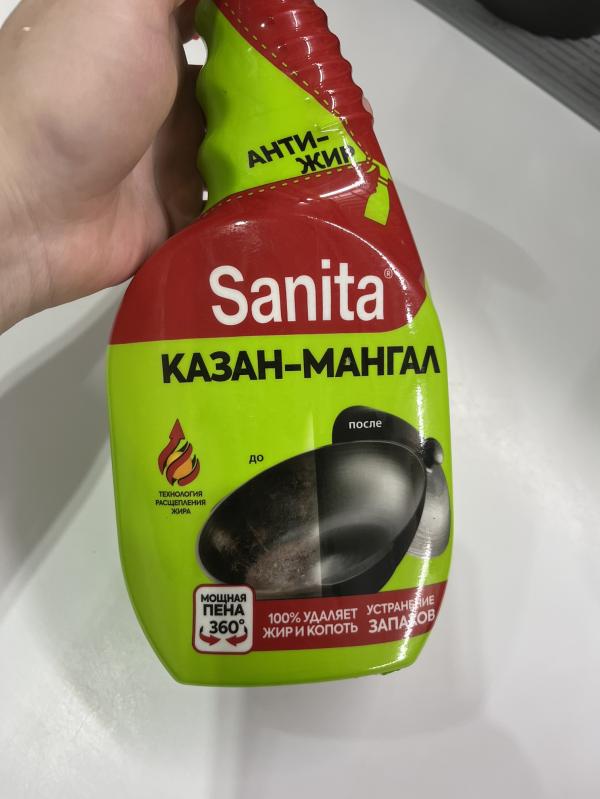 АНТИ-
ЖИР
Sanita®
КАЗАН-МАНГАЛ
после
до
ТЕХНОЛОГИЯ
РАСЩЕПЛЕНИЯ
ЖИРА
МОЩНАЯ
ПЕНА
360°
100% УДАЛЯЕТ
ЖИР И КОПОТЬ
УСТРАНЕНИЕ
ЗАПАХОВ